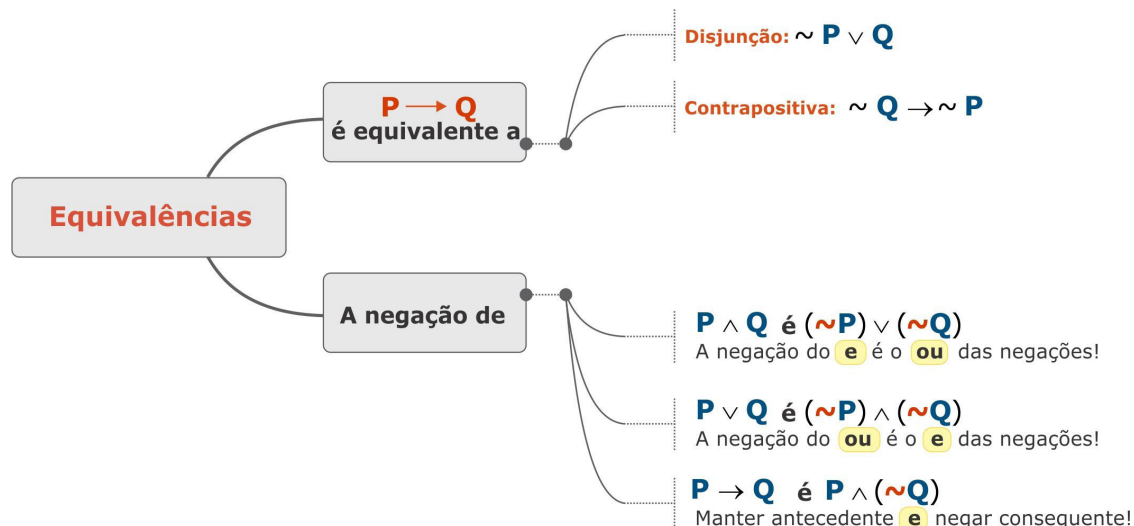 Equivalências
P → Q
é equivalente a
Disjunção: ~ P ∨ Q
Contrapositiva: ~ Q → ~ P
A negação de
P ∧ Q é (~P) ∨ (~Q)
A negação do e é o ou das negações!
P ∨ Q é (~P) ∧ (~Q)
A negação do ou é o e das negações!
P → Q é P ∧ (~Q)
Manter antecedente e negar consequente!